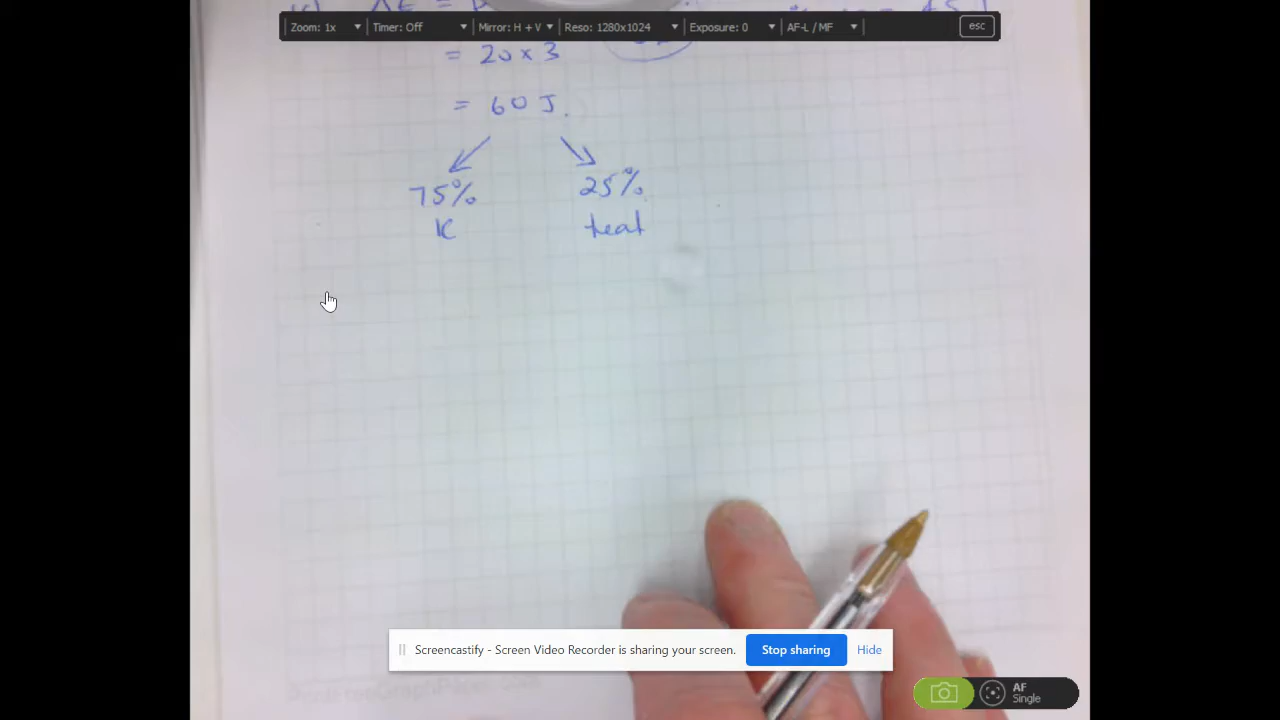 Zoom: 1x Timer: Off Mirror: H + V Reso: 1280x1024 Exposure: 0 AF-L / MF esc
= 20 x 3
= 60 J.
75% 25%
K heat
Screencastify - Screen Video Recorder is sharing your screen. Stop sharing Hide
AF
Single